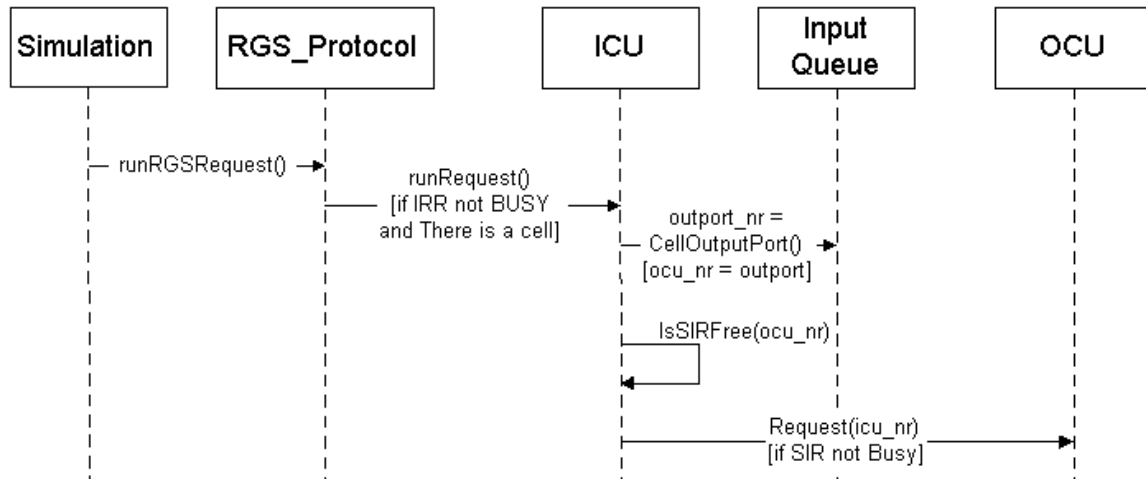 Simulation
RGS_Protocol
ICU
Input
Queue
OCU
runRGSRequest()
runRequest()
[if IRR not BUSY
and There is a cell]
outport_nr =
CellOutputPort()
[ocu_nr = outport]
IsSIRFree(ocu_nr)
Request(icu_nr)
[if SIR not Busy]